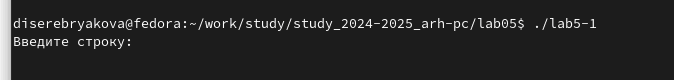 diserebryakova@fedora:~/work/study/study_2024-2025_arh-pc/lab05$ ./lab5-1
Введите строку: